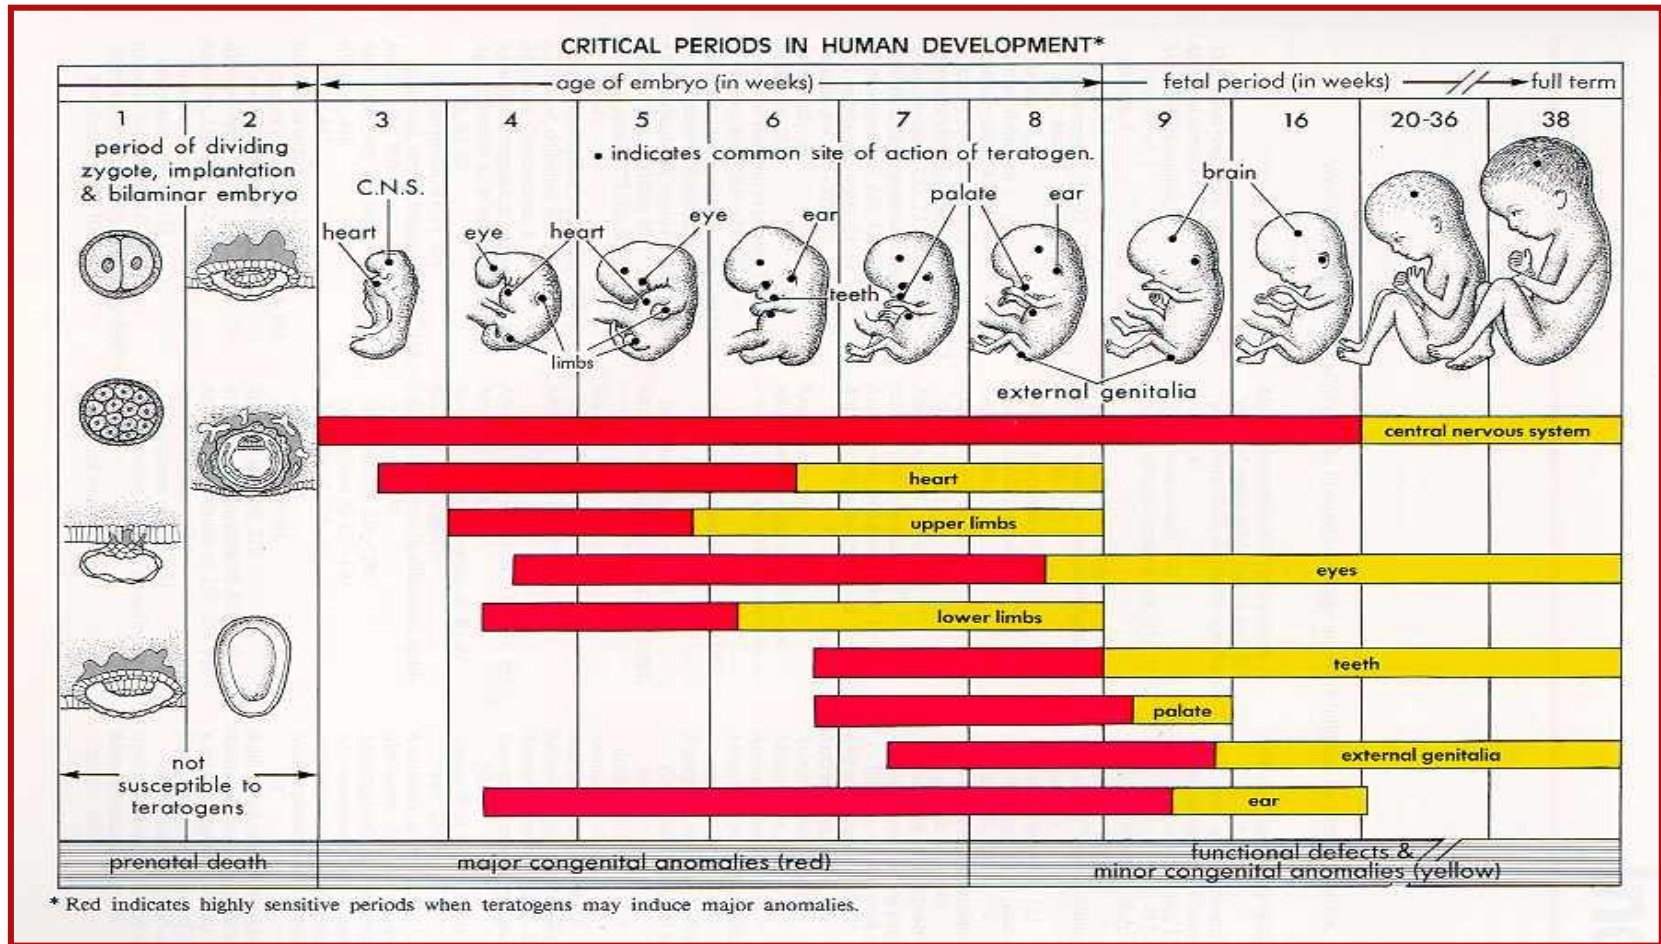 CRITICAL PERIODS IN HUMAN DEVELOPMENT*
age of embryo (in weeks)
fetal period (in weeks)
full term
1
2
3
4
5
6
7
8
9
16
20-36
38
period of dividing
zygote, implantation
& bilaminar embryo
• indicates common site of action of teratogen.
C.N.S.
heart
eye
heart
limbs
eye
ear
teeth
palate
ear
brain
external genitalia
central nervous system
heart
upper limbs
eyes
lower limbs
teeth
palate
external genitalia
ear
not
susceptible to
teratogens
prenatal death
major congenital anomalies (red)
functional defects &
minor congenital anomalies (yellow)
* Red indicates highly sensitive periods when teratogens may induce major anomalies.